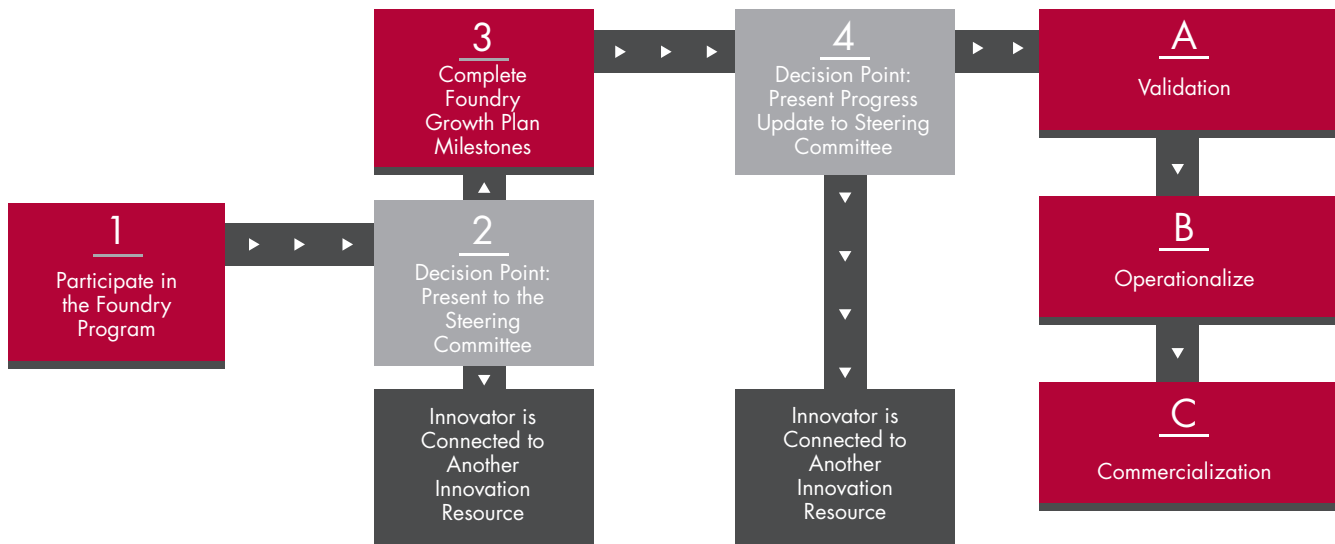 1
Participate in
the Foundry
Program
2
Decision Point:
Present to the
Steering
Committee
Innovator is
Connected to
Another
Innovation
Resource
3
Complete
Foundry
Growth Plan
Milestones
4
Decision Point:
Present Progress
Update to Steering
Committee
Innovator is
Connected to
Another
Innovation
Resource
A
Validation
B
Operationalize
C
Commercialization